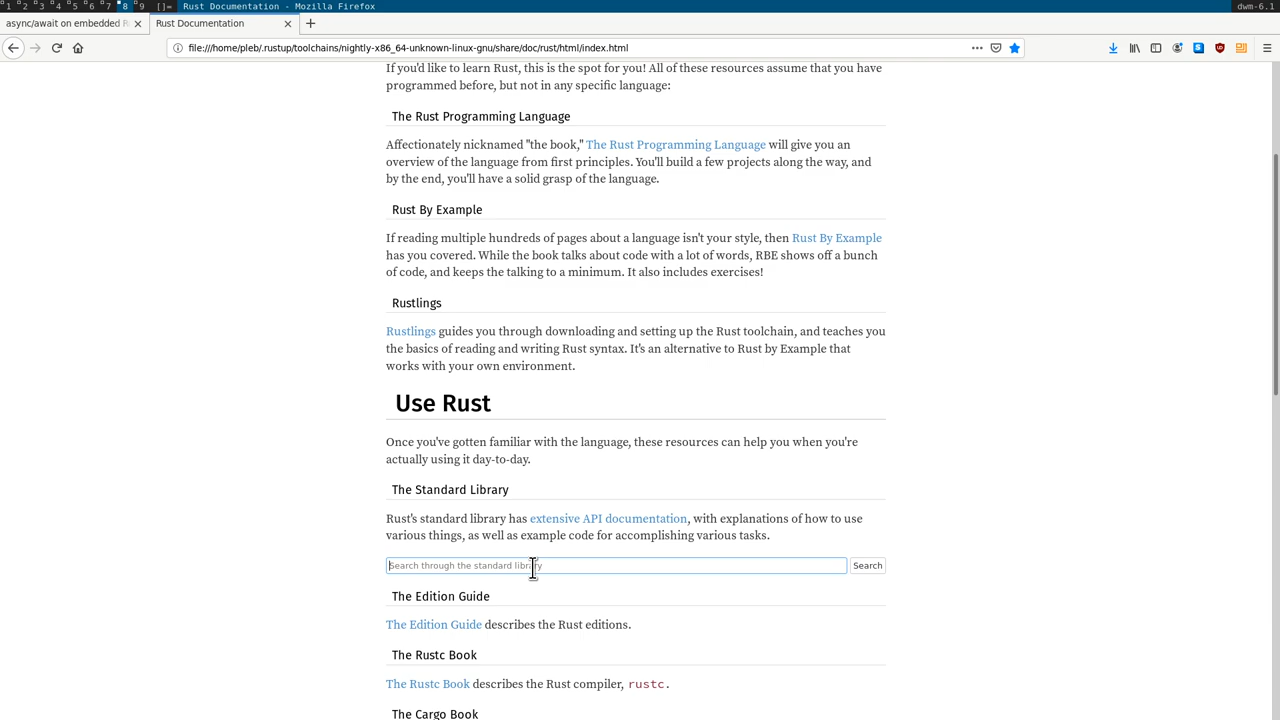 1 2 3 4 5 6 7 8 9 []= Rust Documentation - Mozilla Firefox dwm-6.1
async/await on embedded R Rust Documentation
file:///home/pleb/.rustup/toolchains/nightly-x86_64-unknown-linux-gnu/share/doc/rust/html/index.html
If you'd like to learn Rust, this is the spot for you! All of these resources assume that you have
programmed before, but not in any specific language:
The Rust Programming Language
Affectionately nicknamed "the book," The Rust Programming Language will give you an
overview of the language from first principles. You'll build a few projects along the way, and
by the end, you'll have a solid grasp of the language.
Rust By Example
If reading multiple hundreds of pages about a language isn't your style, then Rust By Example
has you covered. While the book talks about code with a lot of words, RBE shows off a bunch
of code, and keeps the talking to a minimum. It also includes exercises!
Rustlings
Rustlings guides you through downloading and setting up the Rust toolchain, and teaches you
the basics of reading and writing Rust syntax. It's an alternative to Rust by Example that
works with your own environment.
Use Rust
Once you've gotten familiar with the language, these resources can help you when you're
actually using it day-to-day.
The Standard Library
Rust's standard library has extensive API documentation, with explanations of how to use
various things, as well as example code for accomplishing various tasks.
Search through the standard library Search
The Edition Guide
The Edition Guide describes the Rust editions.
The Rustc Book
The Rustc Book describes the Rust compiler, rustc.
The Cargo Book